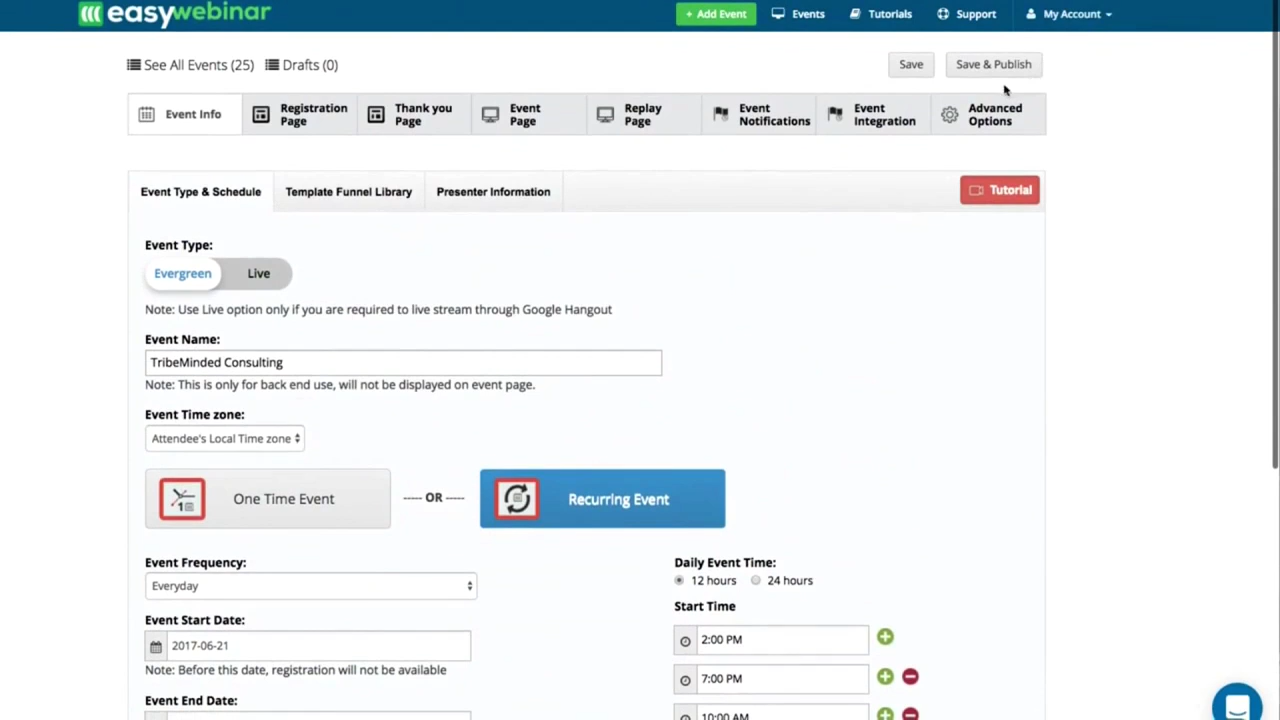 easywebinar
+ Add Event Events Tutorials Support My Account
See All Events (25) Drafts (0) Save Save & Publish
Event Info
Registration Page
Thank you Page
Event Page
Replay Page
Event Notifications
Event Integration
Advanced Options
Event Type & Schedule Template Funnel Library Presenter Information Tutorial
Event Type:
Evergreen Live
Note: Use Live option only if you are required to live stream through Google Hangout
Event Name:
TribeMinded Consulting
Note: This is only for back end use, will not be displayed on event page.
Event Time zone:
Attendee's Local Time zone
1 One Time Event ----- OR ----- Recurring Event
Event Frequency:
Everyday
Event Start Date:
2017-06-21
Note: Before this date, registration will not be available
Event End Date:
Daily Event Time:
12 hours 24 hours
Start Time
2:00 PM
7:00 PM
10:00 AM